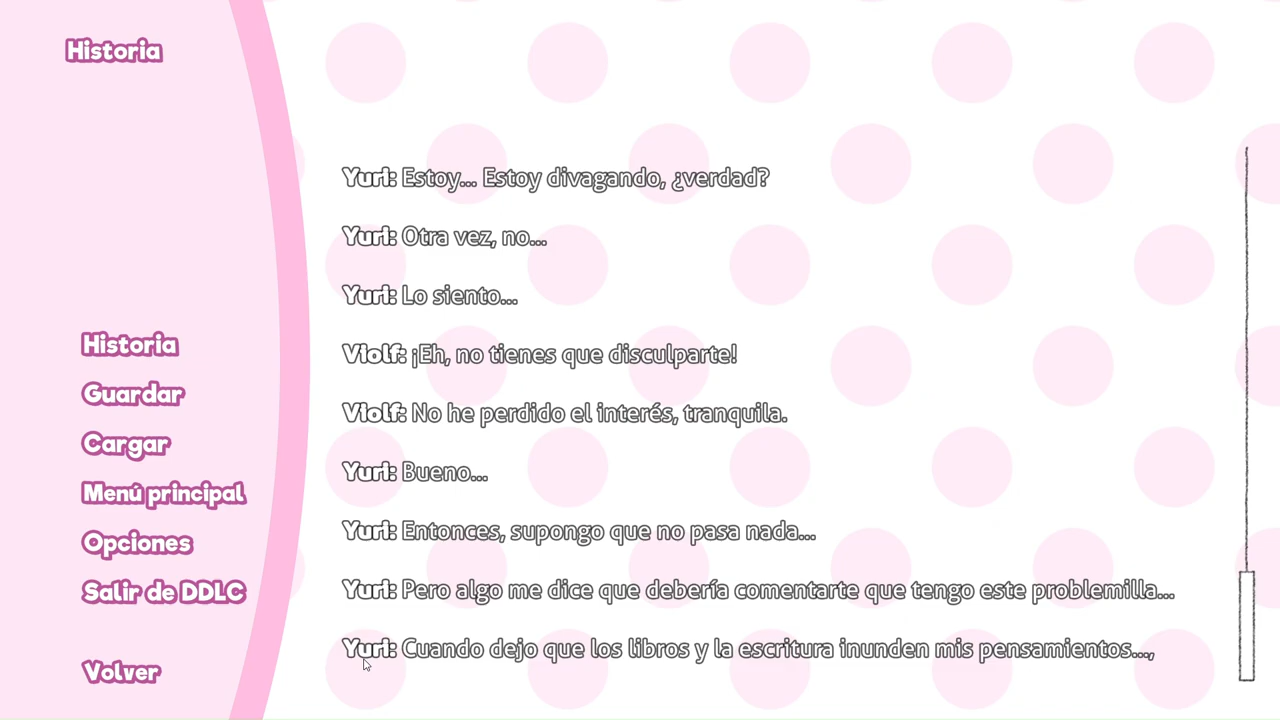 Historia
Yuri: Estoy... Estoy divagando, ¿verdad?
Yuri: Otra vez, no...
Yuri: Lo siento...
Violf: ¡Eh, no tienes que disculparte!
Violf: No he perdido el interés, tranquila.
Yuri: Bueno...
Yuri: Entonces, supongo que no pasa nada...
Yuri: Pero algo me dice que debería comentarte que tengo este problemilla...
Yuri: Cuando dejo que los libros y la escritura inunden mis pensamientos...,
Historia
Guardar
Cargar
Menú principal
Opciones
Salir de DDLC
Volver